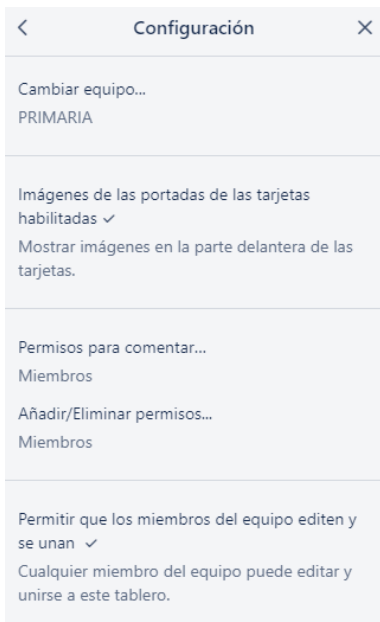 Configuración
Cambiar equipo...
PRIMARIA
Imágenes de las portadas de las tarjetas
habilitadas ✓
Mostrar imágenes en la parte delantera de las
tarjetas.
Permisos para comentar...
Miembros
Añadir/Eliminar permisos...
Miembros
Permitir que los miembros del equipo editen y
se unan ✓
Cualquier miembro del equipo puede editar y
unirse a este tablero.